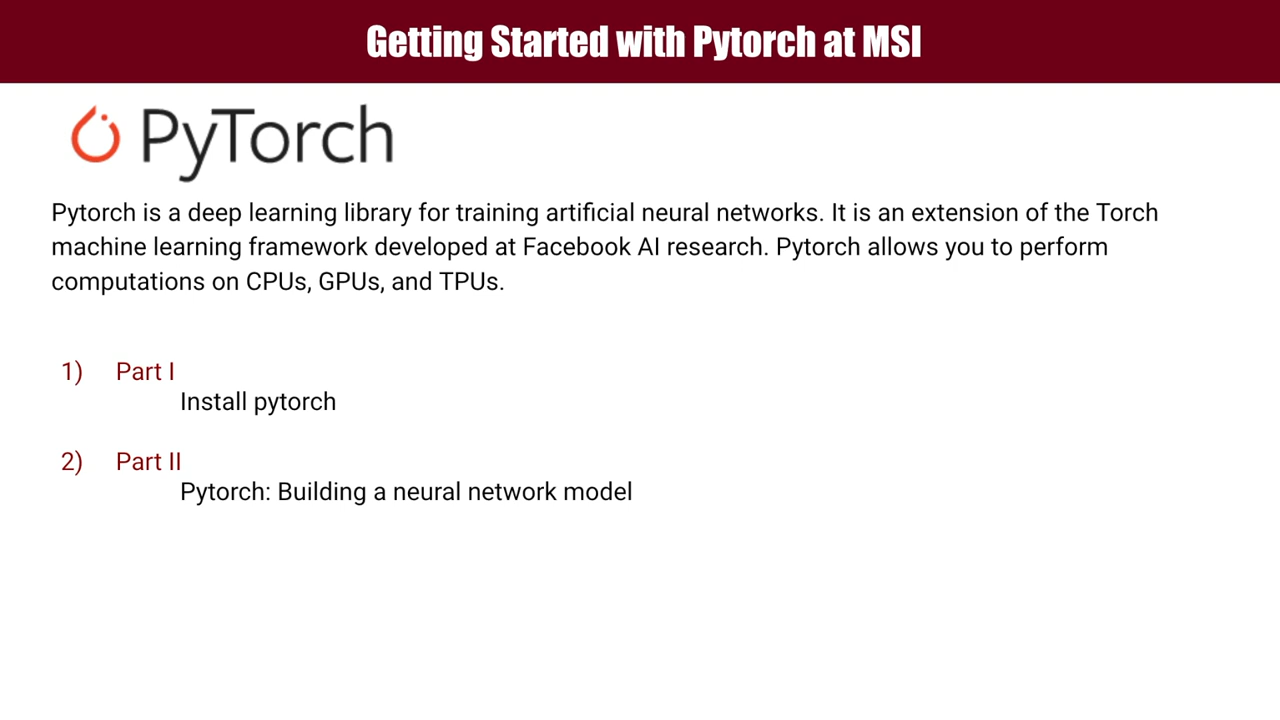 Getting Started with Pytorch at MSI
PyTorch
Pytorch is a deep learning library for training artificial neural networks. It is an extension of the Torch
machine learning framework developed at Facebook AI research. Pytorch allows you to perform
computations on CPUs, GPUs, and TPUs.
1) Part I
Install pytorch
2) Part II
Pytorch: Building a neural network model